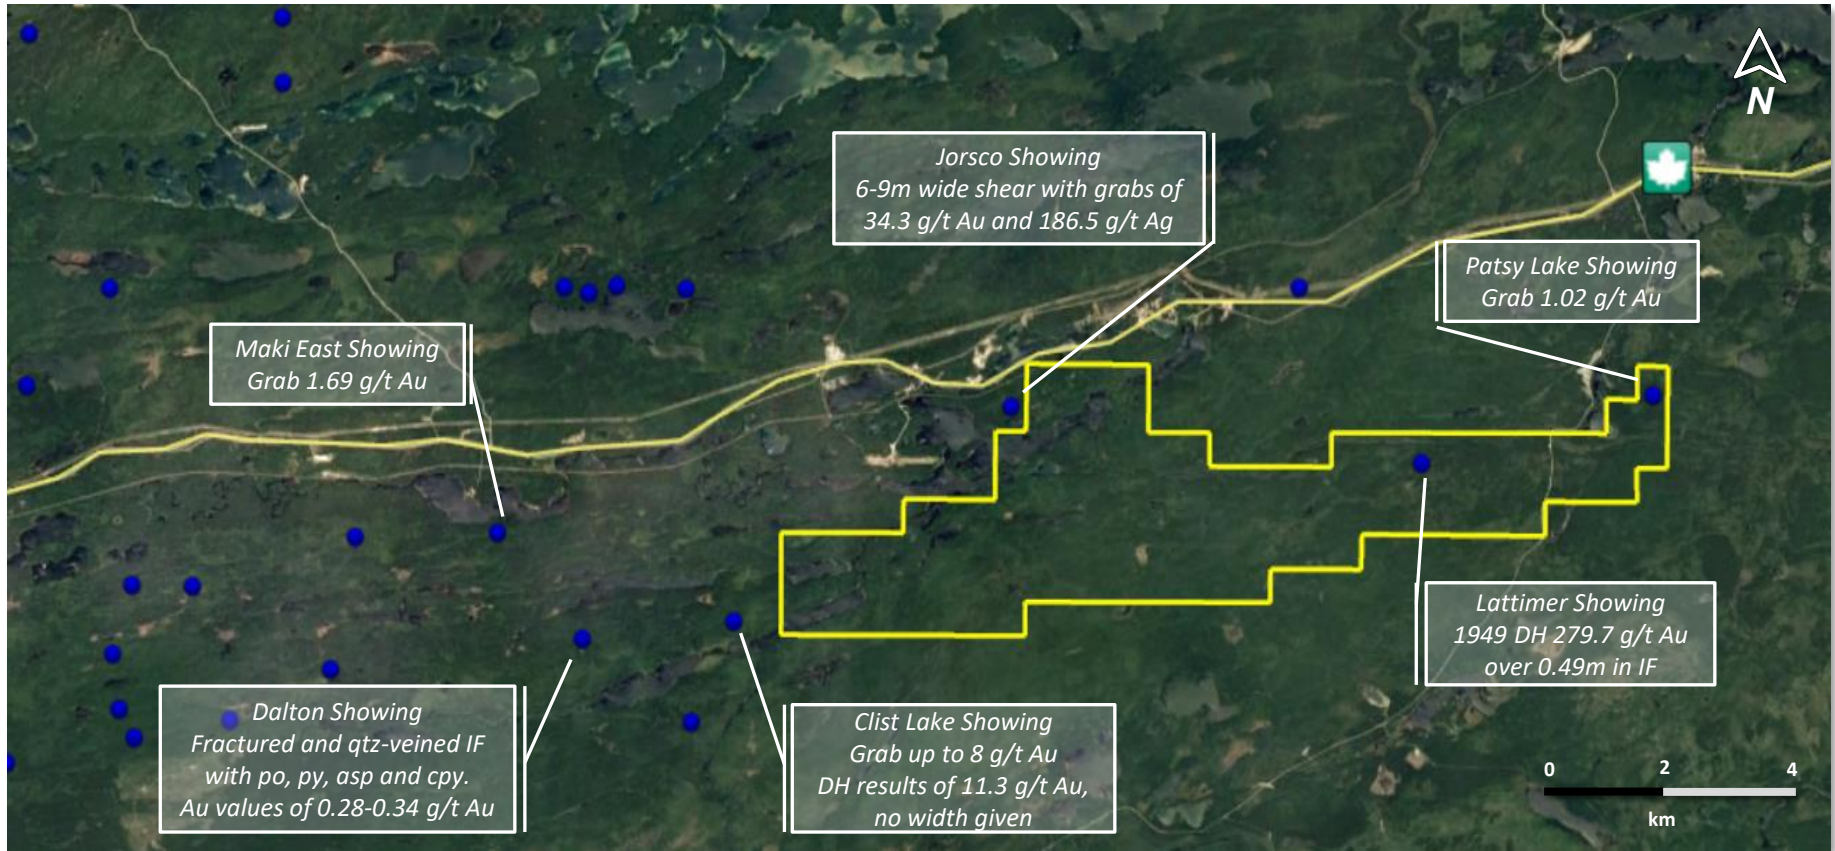 N
Jorsco Showing
6-9m wide shear with grabs of
34.3 g/t Au and 186.5 g/t Ag
Patsy Lake Showing
Grab 1.02 g/t Au
Maki East Showing
Grab 1.69 g/t Au
Lattimer Showing
1949 DH 279.7 g/t Au
over 0.49m in IF
Dalton Showing
Fractured and qtz-veined IF
with po, py, asp and cpy.
Au values of 0.28-0.34 g/t Au
Clist Lake Showing
Grab up to 8 g/t Au
DH results of 11.3 g/t Au,
no width given
0 2 4
km